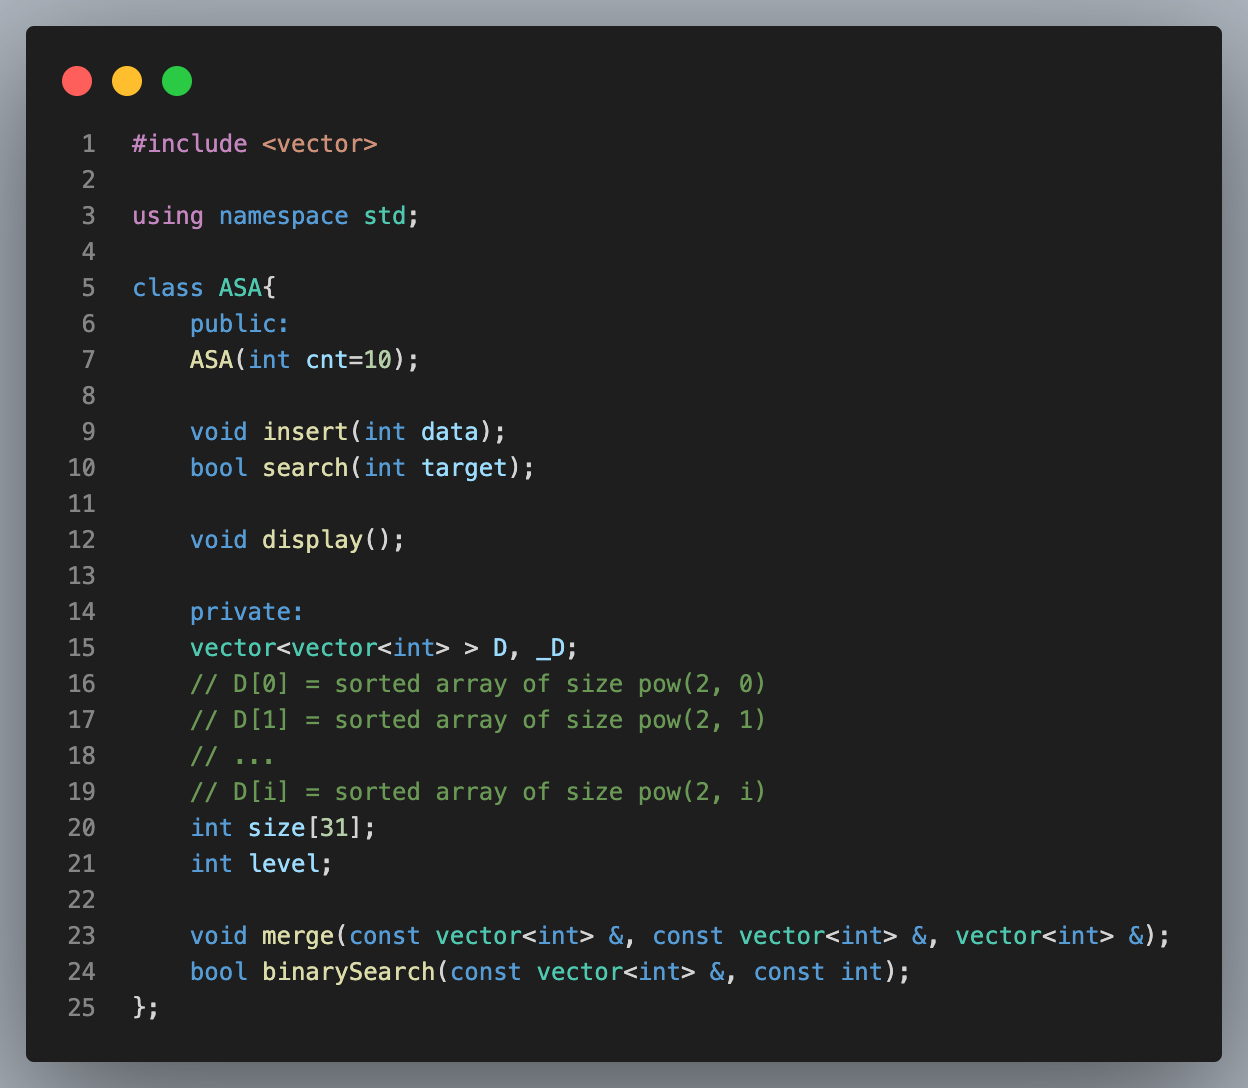 1 #include <vector>
2
3 using namespace std;
4
5 class ASA{
6     public:
7     ASA(int cnt=10);
8
9     void insert(int data);
10     bool search(int target);
11
12     void display();
13
14     private:
15     vector<vector<int> > D, _D;
16     // D[0] = sorted array of size pow(2, 0)
17     // D[1] = sorted array of size pow(2, 1)
18     // ...
19     // D[i] = sorted array of size pow(2, i)
20     int size[31];
21     int level;
22
23     void merge(const vector<int> &, const vector<int> &, vector<int> &);
24     bool binarySearch(const vector<int> &, const int);
25 };